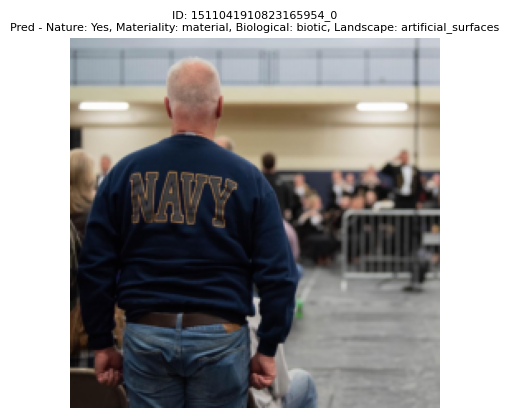 ID: 1511041910823165954_0
Pred - Nature: Yes, Materiality: material, Biological: biotic, Landscape: artificial_surfaces
NAVY